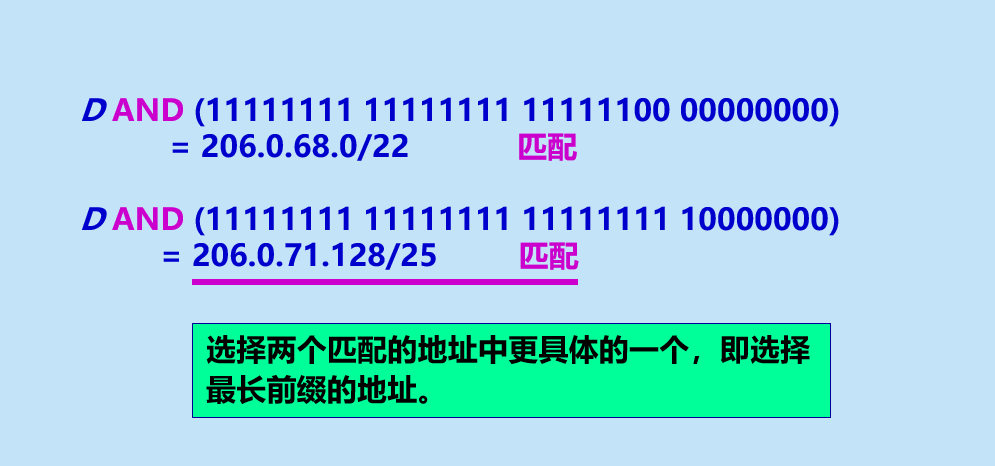 D AND (11111111 11111111 11111100 00000000)
= 206.0.68.0/22 匹配
D AND (11111111 11111111 11111111 10000000)
= 206.0.71.128/25 匹配
选择两个匹配的地址中更具体的一个，即选择
最长前缀的地址。